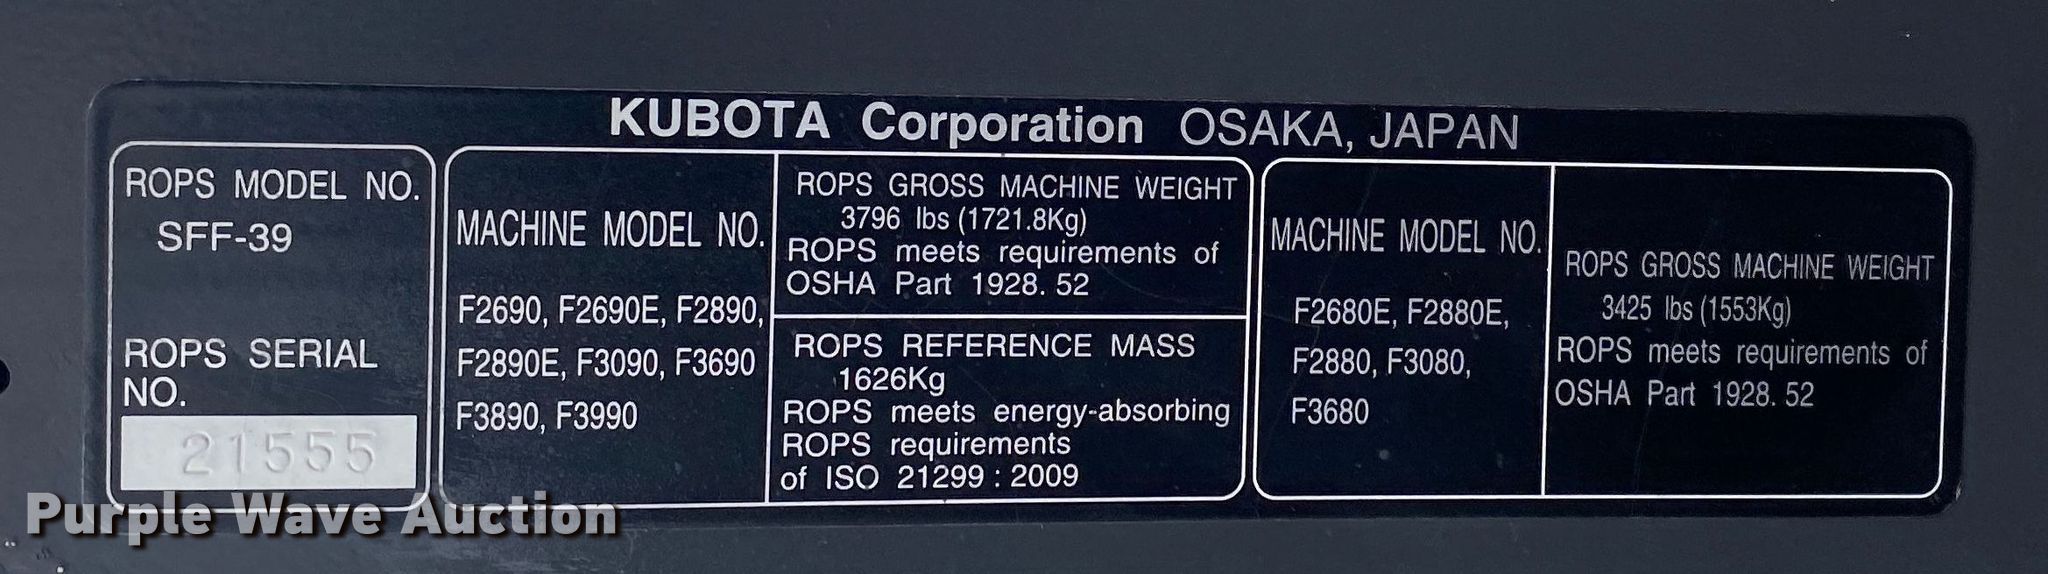 KUBOTA Corporation OSAKA, JAPAN
ROPS MODEL NO.
SFF-39
ROPS SERIAL
NO.
21555
MACHINE MODEL NO.
F2690, F2690E, F2890,
F2890E, F3090, F3690
F3890, F3990
ROPS GROSS MACHINE WEIGHT
3796 lbs (1721.8Kg)
ROPS meets requirements of
OSHA Part 1928. 52
ROPS REFERENCE MASS
1626Kg
ROPS meets energy-absorbing
ROPS requirements
of ISO 21299 : 2009
MACHINE MODEL NO.
F2680E, F2880E,
F2880, F3080,
F3680
ROPS GROSS MACHINE WEIGHT
3425 lbs (1553Kg)
ROPS meets requirements of
OSHA Part 1928. 52
Purple Wave Auction